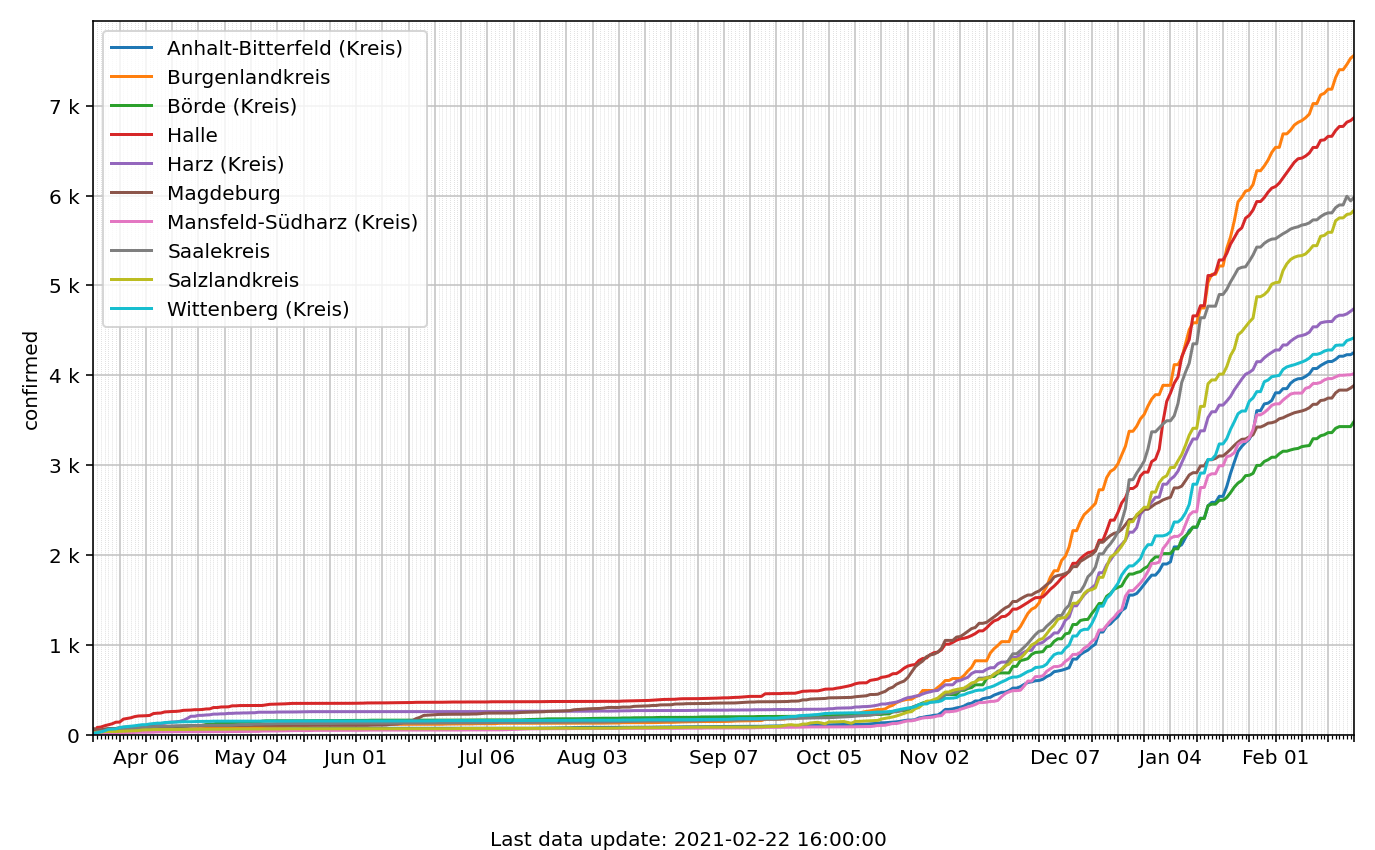 Anhalt-Bitterfeld (Kreis)
Burgenlandkreis
Börde (Kreis)
Halle
Harz (Kreis)
Magdeburg
Mansfeld-Südharz (Kreis)
Saalekreis
Salzlandkreis
Wittenberg (Kreis)
7 k
6 k
5 k
4 k
3 k
2 k
1 k
0
confirmed
Apr 06 May 04 Jun 01 Jul 06 Aug 03 Sep 07 Oct 05 Nov 02 Dec 07 Jan 04 Feb 01
Last data update: 2021-02-22 16:00:00